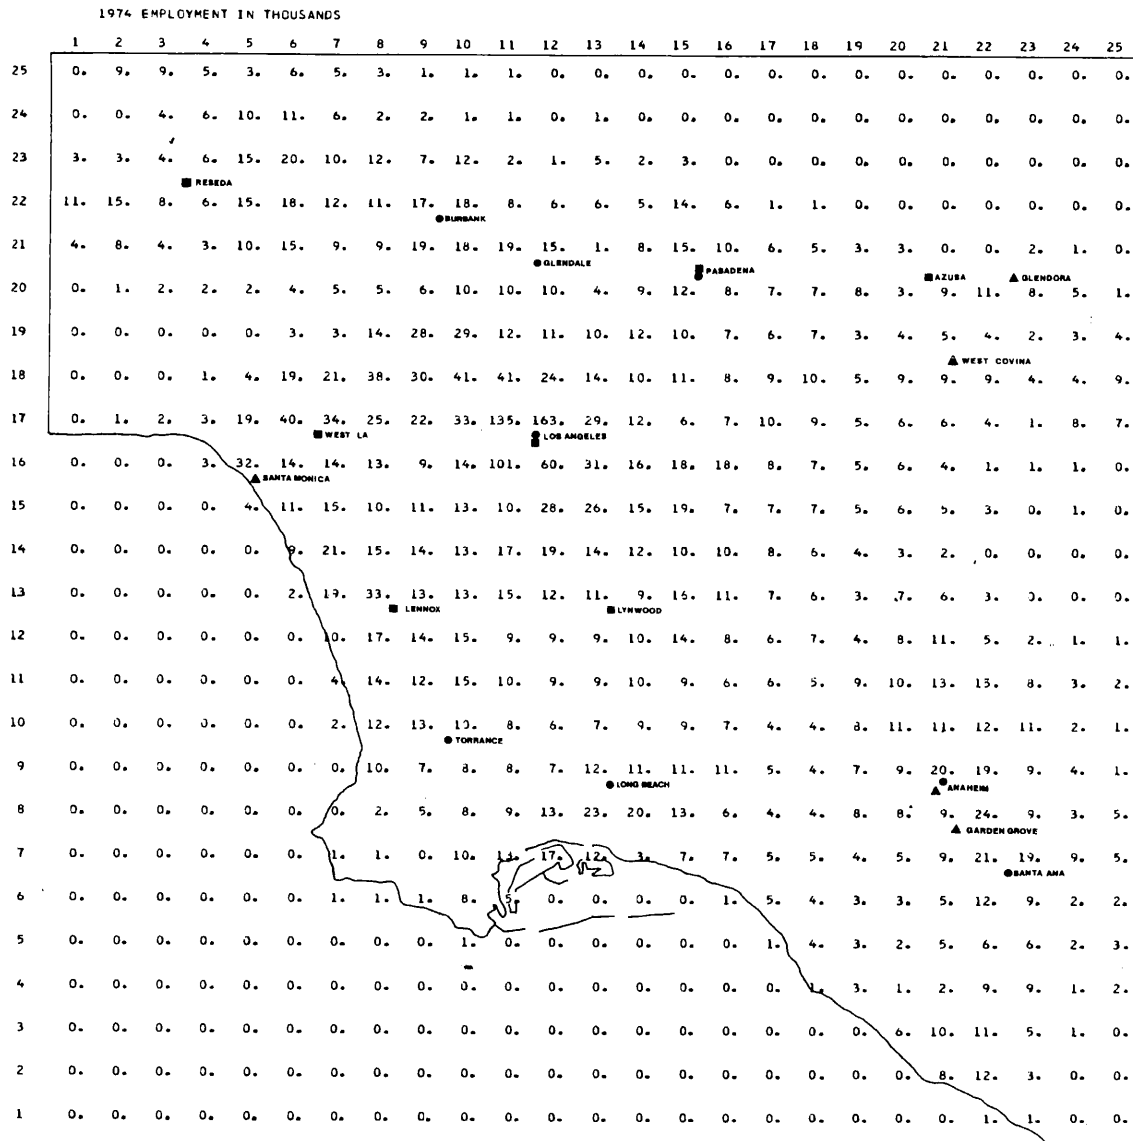 1974 EMPLOYMENT IN THOUSANDS
1 2 3 4 5 6 7 8 9 10 11 12 13 14 15 16 17 18 19 20 21 22 23 24 25
25 0. 9. 9. 5. 3. 6. 5. 3. 1. 1. 1. 0. 0. 0. 0. 0. 0. 0. 0. 0. 0. 0. 0. 0. 0.
24 0. 0. 4. 6. 10. 11. 6. 2. 2. 1. 1. 0. 1. 0. 0. 0. 0. 0. 0. 0. 0. 0. 0. 0. 0.
23 3. 3. 4. 6. 15. 20. 10. 12. 7. 12. 2. 1. 5. 2. 3. 0. 0. 0. 0. 0. 0. 0. 0. 0. 0.
RESEDA
22 11. 15. 8. 6. 15. 18. 12. 11. 17. 18. 8. 6. 6. 5. 14. 6. 1. 1. 0. 0. 0. 0. 0. 0. 0.
BURBANK
21 4. 8. 4. 3. 10. 15. 9. 9. 19. 18. 19. 15. 1. 8. 15. 10. 6. 5. 3. 3. 0. 0. 2. 1. 0.
GLENDALE PASADENA AZUSA GLENDORA
20 0. 1. 2. 2. 2. 4. 5. 5. 6. 10. 10. 10. 4. 9. 12. 8. 7. 7. 8. 3. 9. 11. 8. 5. 1.
19 0. 0. 0. 0. 0. 3. 3. 14. 28. 29. 12. 11. 10. 12. 10. 7. 6. 7. 3. 4. 5. 4. 2. 3. 4.
WEST COVINA
18 0. 0. 0. 1. 4. 19. 21. 38. 30. 41. 41. 24. 14. 10. 11. 8. 9. 10. 5. 9. 9. 9. 4. 4. 9.
17 0. 1. 2. 3. 19. 40. 34. 25. 22. 33. 135. 163. 29. 12. 6. 7. 10. 9. 5. 6. 6. 4. 1. 8. 7.
WEST LA LOS ANGELES
16 0. 0. 0. 3. 32. 14. 14. 13. 9. 14. 101. 60. 31. 16. 18. 18. 8. 7. 5. 6. 4. 1. 1. 1. 0.
SANTA MONICA
15 0. 0. 0. 0. 4. 11. 15. 10. 11. 13. 10. 28. 26. 15. 19. 7. 7. 7. 5. 6. 5. 3. 0. 1. 0.
14 0. 0. 0. 0. 0. 9. 21. 15. 14. 13. 17. 19. 14. 12. 10. 10. 8. 6. 4. 3. 2. 0. 0. 0. 0.
13 0. 0. 0. 0. 0. 2. 19. 33. 13. 13. 15. 12. 11. 9. 16. 11. 7. 6. 3. 7. 6. 3. 0. 0. 0.
LENNOX LYNWOOD
12 0. 0. 0. 0. 0. 0. 10. 17. 14. 15. 9. 9. 9. 10. 14. 8. 6. 7. 4. 8. 11. 5. 2. 1. 1.
11 0. 0. 0. 0. 0. 0. 4. 14. 12. 15. 10. 9. 9. 10. 9. 6. 6. 5. 9. 10. 13. 13. 8. 3. 2.
10 0. 0. 0. 0. 0. 0. 2. 12. 13. 10. 8. 6. 7. 9. 9. 7. 4. 4. 8. 11. 11. 12. 11. 2. 1.
TORRANCE
9 0. 0. 0. 0. 0. 0. 0. 10. 7. 8. 8. 7. 12. 11. 11. 11. 5. 4. 7. 9. 20. 19. 9. 4. 1.
LONG BEACH ANAHEIM
8 0. 0. 0. 0. 0. 0. 0. 2. 5. 8. 9. 13. 23. 20. 13. 6. 4. 4. 8. 8. 9. 24. 9. 3. 5.
GARDEN GROVE
7 0. 0. 0. 0. 0. 0. 1. 1. 0. 10. 17. 12. 3. 7. 7. 5. 5. 4. 5. 9. 21. 19. 9. 5.
SANTA ANA
6 0. 0. 0. 0. 0. 0. 1. 1. 1. 8. 5. 0. 0. 0. 0. 1. 5. 4. 3. 3. 5. 12. 9. 2. 2.
5 0. 0. 0. 0. 0. 0. 0. 0. 0. 1. 0. 0. 0. 0. 0. 0. 1. 4. 3. 2. 5. 6. 6. 2. 3.
4 0. 0. 0. 0. 0. 0. 0. 0. 0. 0. 0. 0. 0. 0. 0. 0. 0. 1. 3. 1. 2. 9. 9. 1. 2.
3 0. 0. 0. 0. 0. 0. 0. 0. 0. 0. 0. 0. 0. 0. 0. 0. 0. 0. 0. 6. 10. 11. 5. 1. 0.
2 0. 0. 0. 0. 0. 0. 0. 0. 0. 0. 0. 0. 0. 0. 0. 0. 0. 0. 0. 0. 8. 12. 3. 0. 0.
1 0. 0. 0. 0. 0. 0. 0. 0. 0. 0. 0. 0. 0. 0. 0. 0. 0. 0. 0. 0. 0. 1. 1. 0. 0.